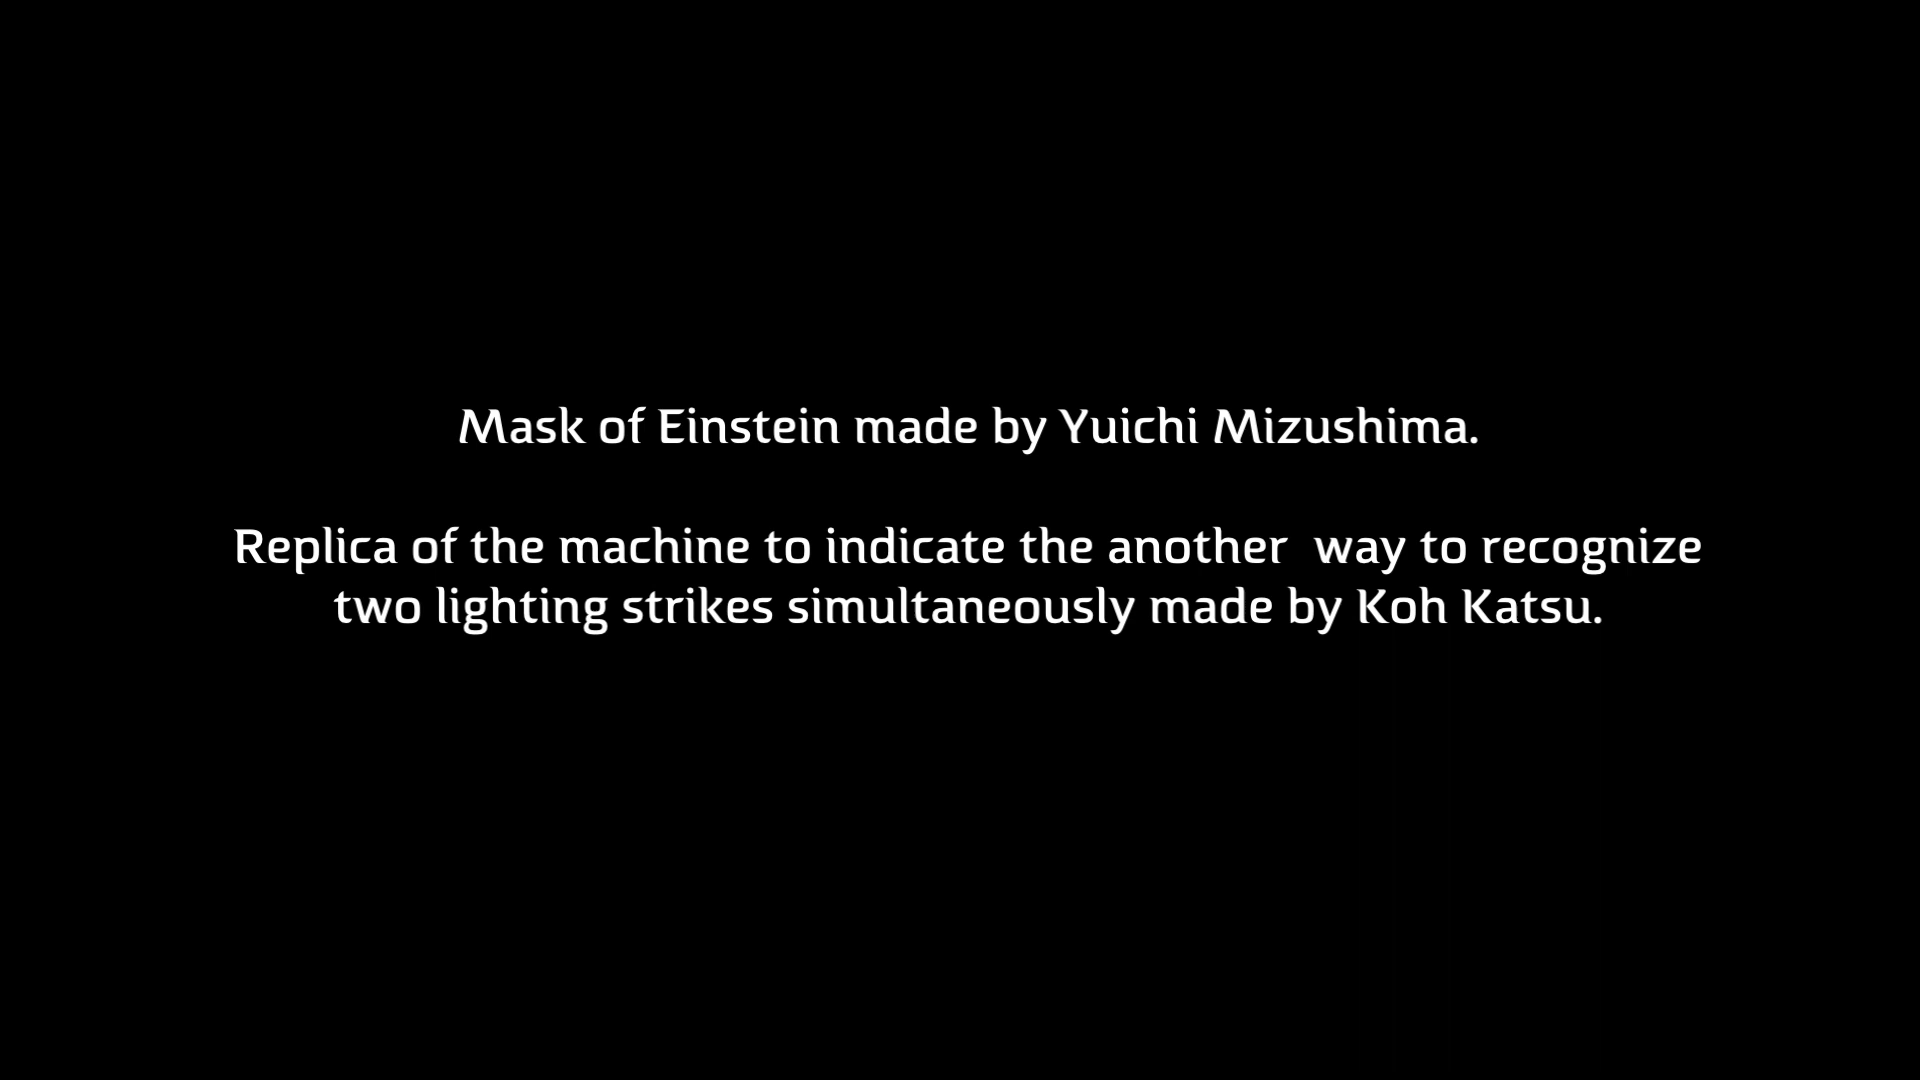 Mask of Einstein made by Yuichi Mizushima.
Replica of the machine to indicate the another  way to recognize
two lighting strikes simultaneously made by Koh Katsu.